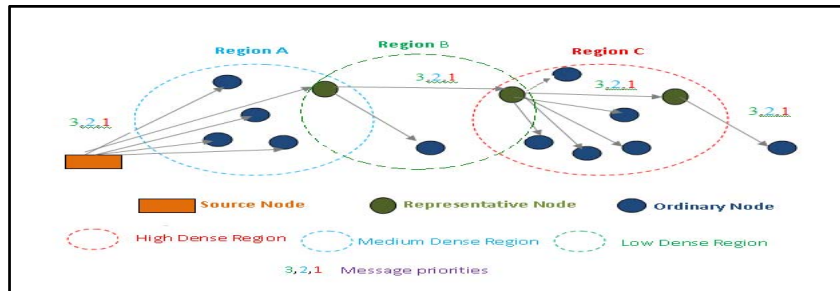 Region A
Region B
Region C
3,2,1
3,2,1
3,2,1
3,2,1
Source Node
Representative Node
Ordinary Node
High Dense Region
Medium Dense Region
Low Dense Region
3,2,1 Message priorities